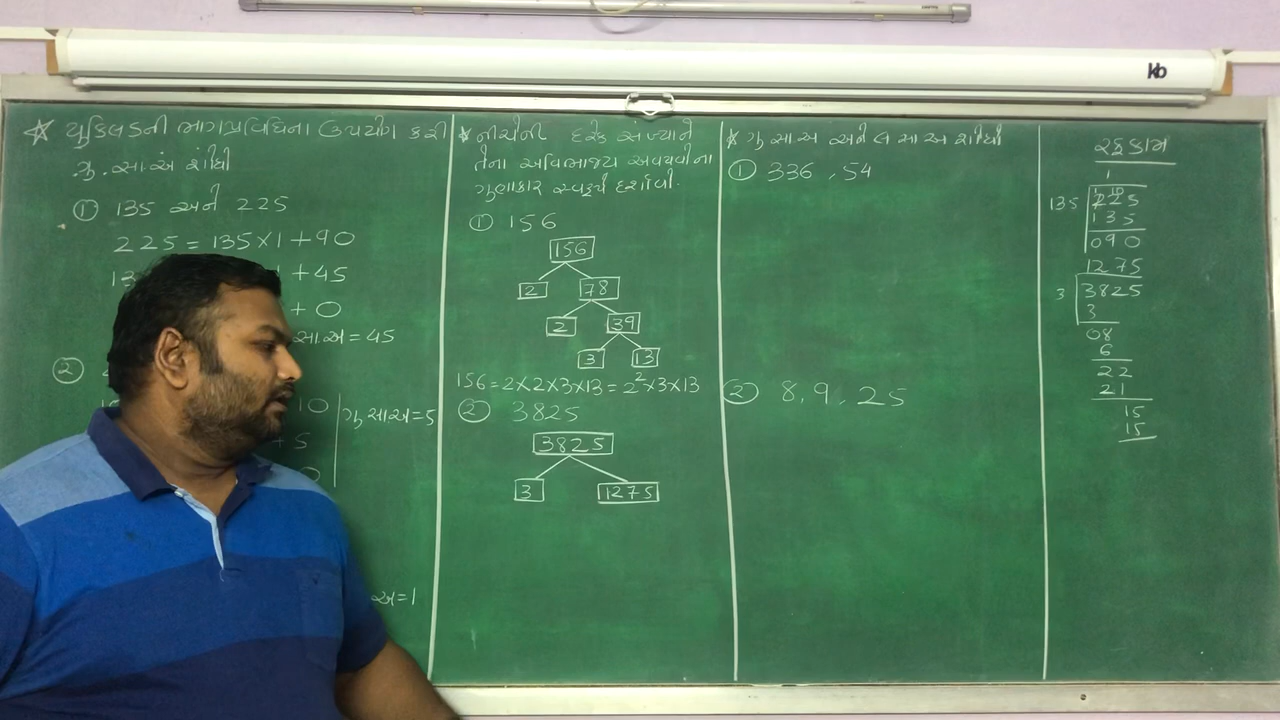 kb
☆ યૂક્લિડની ભાગપ્રવિધિના ઉપયોગ કરી
ગુ.સા.અ શોધો
① 135 અને 225
225 = 135×1+90
+ 45
+ 0
સા.અ = 45
②
10
ગુ.સા.અ = 5
+ 5
0
અ=1
* નીચેની દરેક સંખ્યાને
તેના અવિભાજ્ય અવયવોના
ગુણાકાર સ્વરૂપે દર્શાવો.
① 156
156
2 78
2 39
3 13
156=2×2×3×13=2²×3×13
② 3825
3825
3 1275
* ગુ.સા.અ અને લ.સા.અ શોધો
① 336, 54
② 8, 9, 25
રફકામ
1
1 10
135 225
135
090
1275
3 3825
3
08
6
22
21
15
15